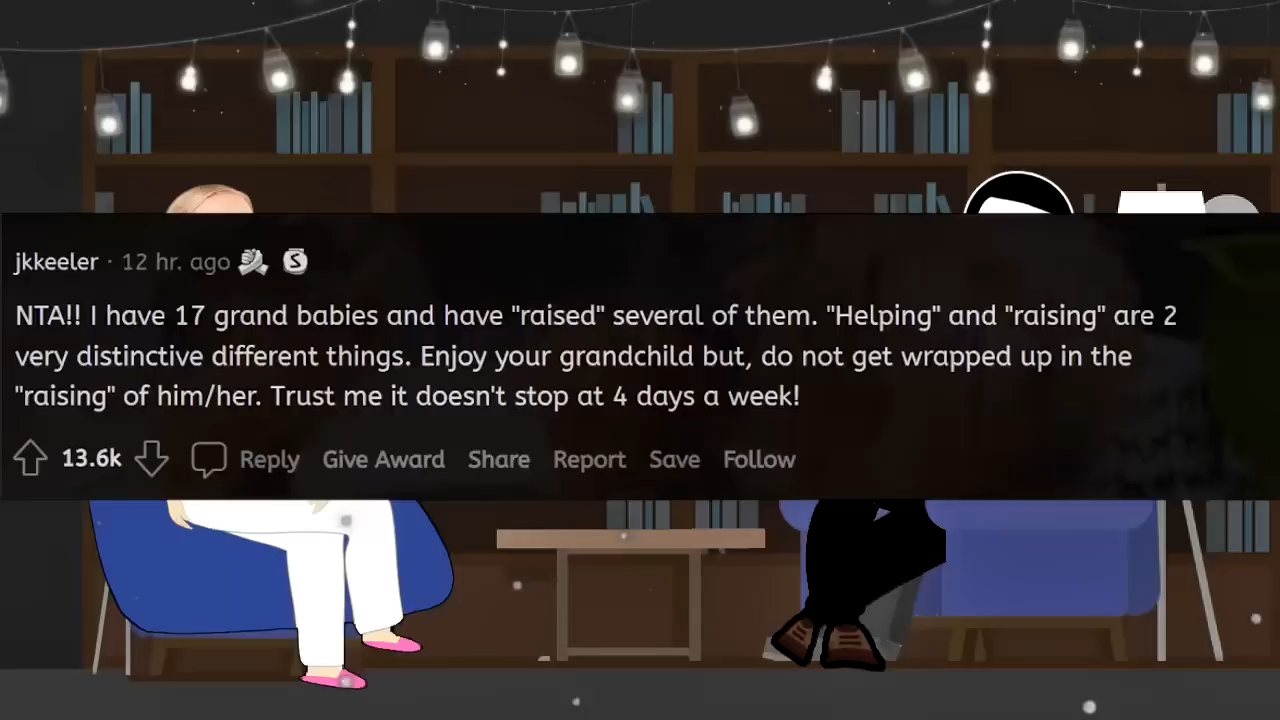 jkkeeler · 12 hr. ago
NTA!! I have 17 grand babies and have "raised" several of them. "Helping" and "raising" are 2
very distinctive different things. Enjoy your grandchild but, do not get wrapped up in the
"raising" of him/her. Trust me it doesn't stop at 4 days a week!
13.6k Reply Give Award Share Report Save Follow